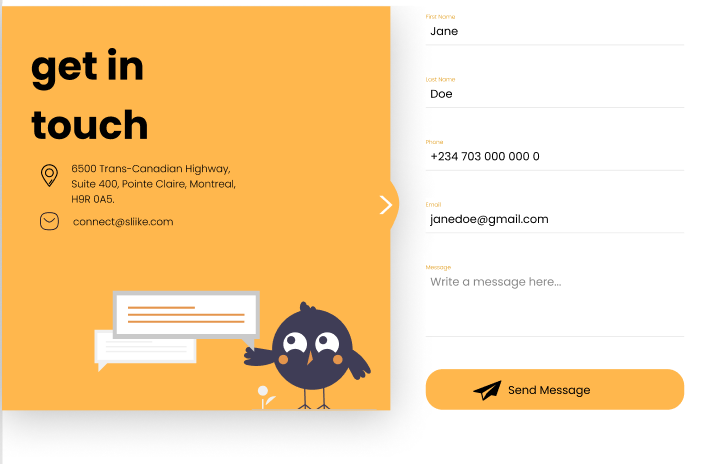 get in
touch
6500 Trans-Canadian Highway,
Suite 400, Pointe Claire, Montreal,
H9R 0A5.
connect@sliike.com
First Name
Jane
Last Name
Doe
Phone
+234 703 000 000 0
Email
janedoe@gmail.com
Message
Write a message here...
Send Message